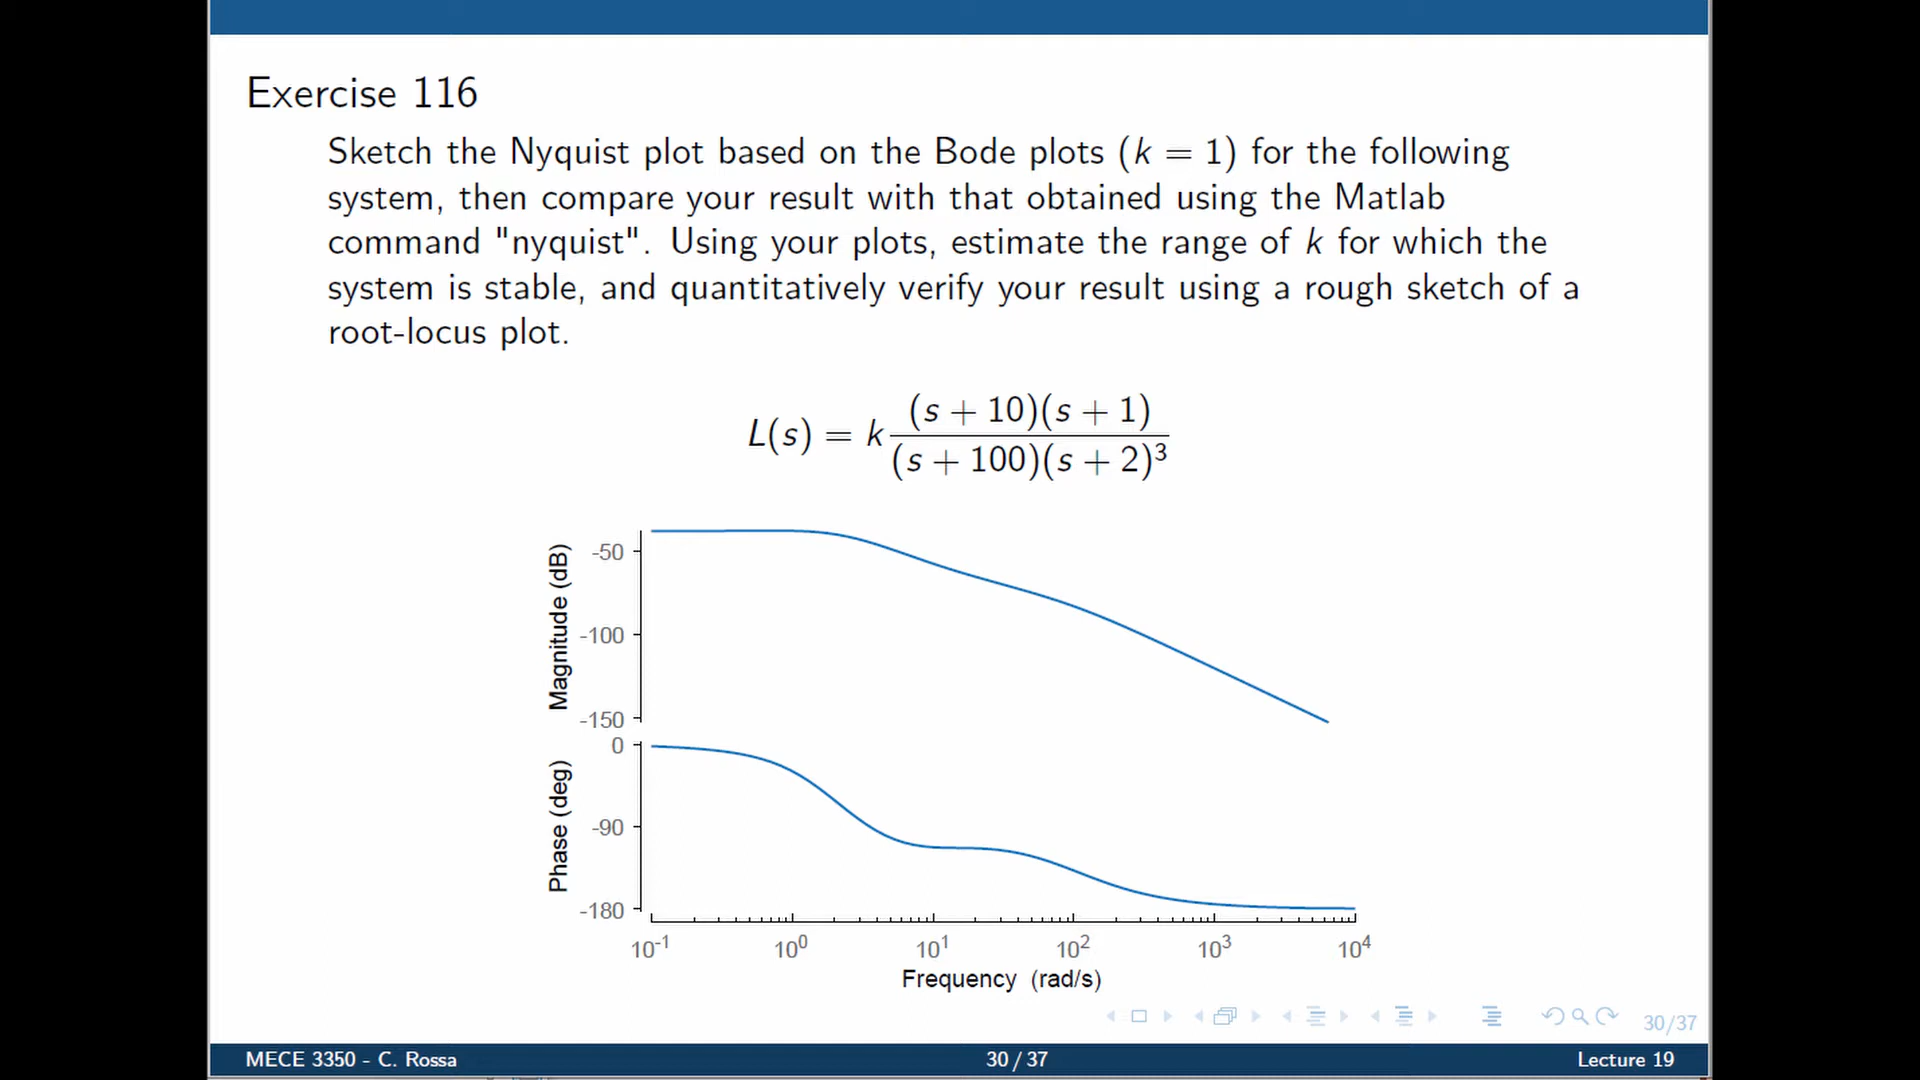 Exercise 116
Sketch the Nyquist plot based on the Bode plots (k = 1) for the following
system, then compare your result with that obtained using the Matlab
command "nyquist". Using your plots, estimate the range of k for which the
system is stable, and quantitatively verify your result using a rough sketch of a
root-locus plot.
L(s) = k (s + 10)(s + 1) / (s + 100)(s + 2)³
Magnitude (dB)
-50
-100
-150
Phase (deg)
0
-90
-180
10⁻¹ 10⁰ 10¹ 10² 10³ 10⁴
Frequency (rad/s)
30/37
MECE 3350 - C. Rossa 30 / 37 Lecture 19